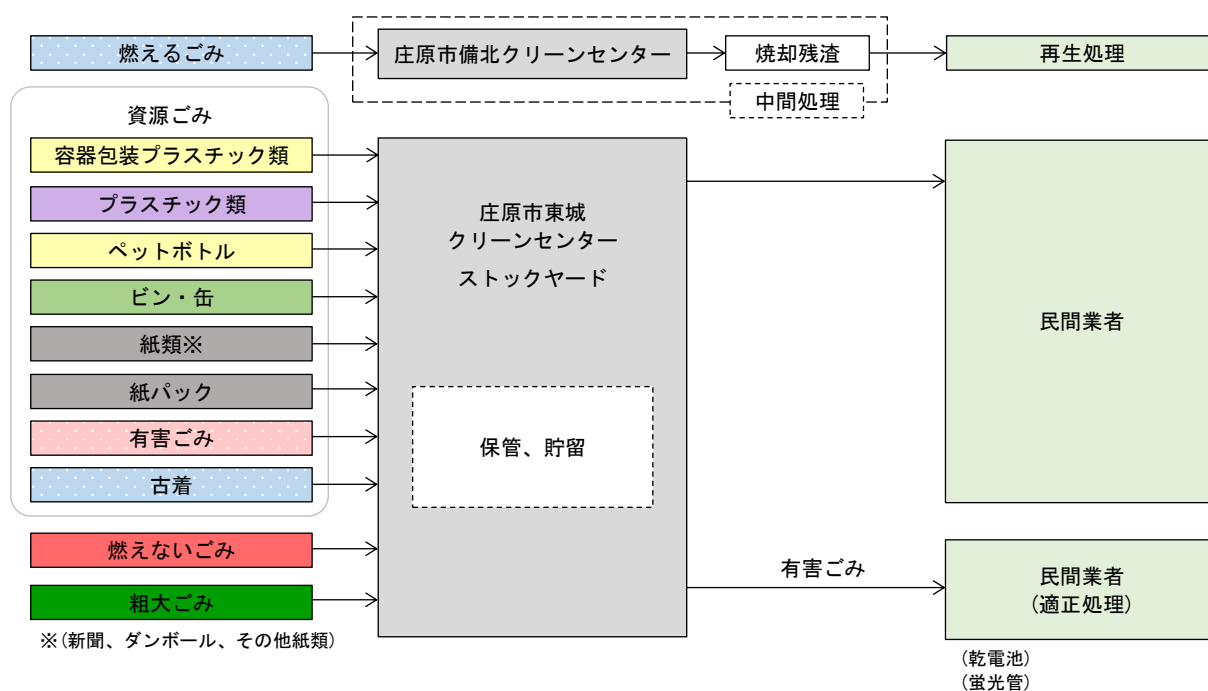 燃えるごみ
庄原市備北クリーンセンター
焼却残渣
再生処理
中間処理
資源ごみ
容器包装プラスチック類
プラスチック類
ペットボトル
ビン・缶
紙類※
紙パック
有害ごみ
古着
燃えないごみ
粗大ごみ
※(新聞、ダンボール、その他紙類)
庄原市東城
クリーンセンター
ストックヤード
保管、貯留
民間業者
有害ごみ
民間業者
(適正処理)
(乾電池)
(蛍光管)